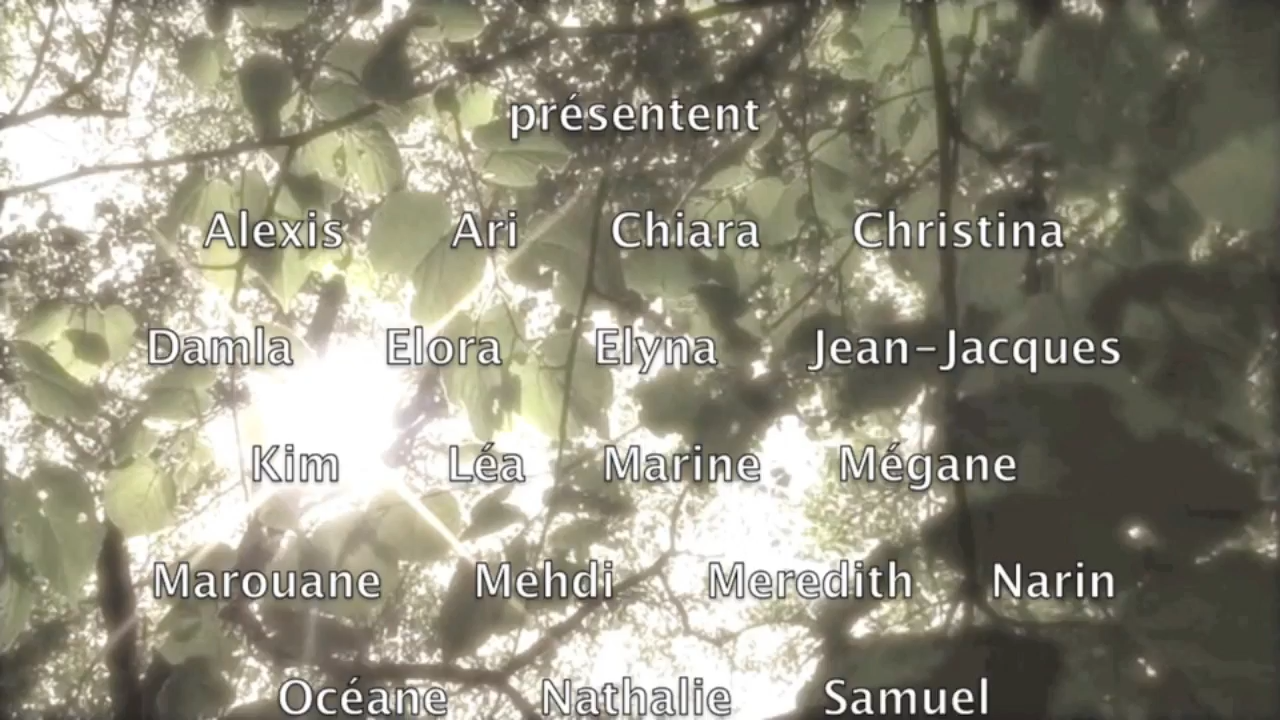 présentent
Alexis Ari Chiara Christina
Damla Elora Elyna Jean-Jacques
Kim Léa Marine Mégane
Marouane Mehdi Meredith Narin
Océane Nathalie Samuel